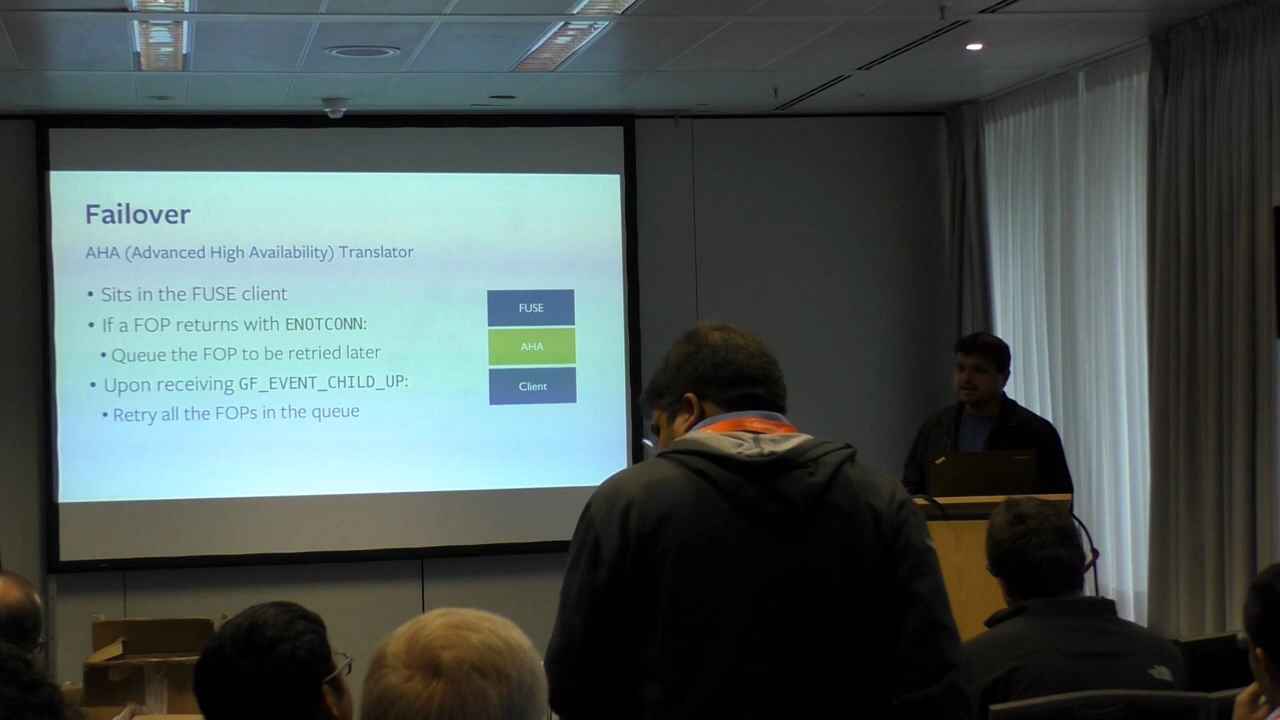 Failover
AHA (Advanced High Availability) Translator
• Sits in the FUSE client
• If a FOP returns with ENOTCONN:
• Queue the FOP to be retried later
• Upon receiving GF_EVENT_CHILD_UP:
• Retry all the FOPs in the queue
FUSE
AHA
Client